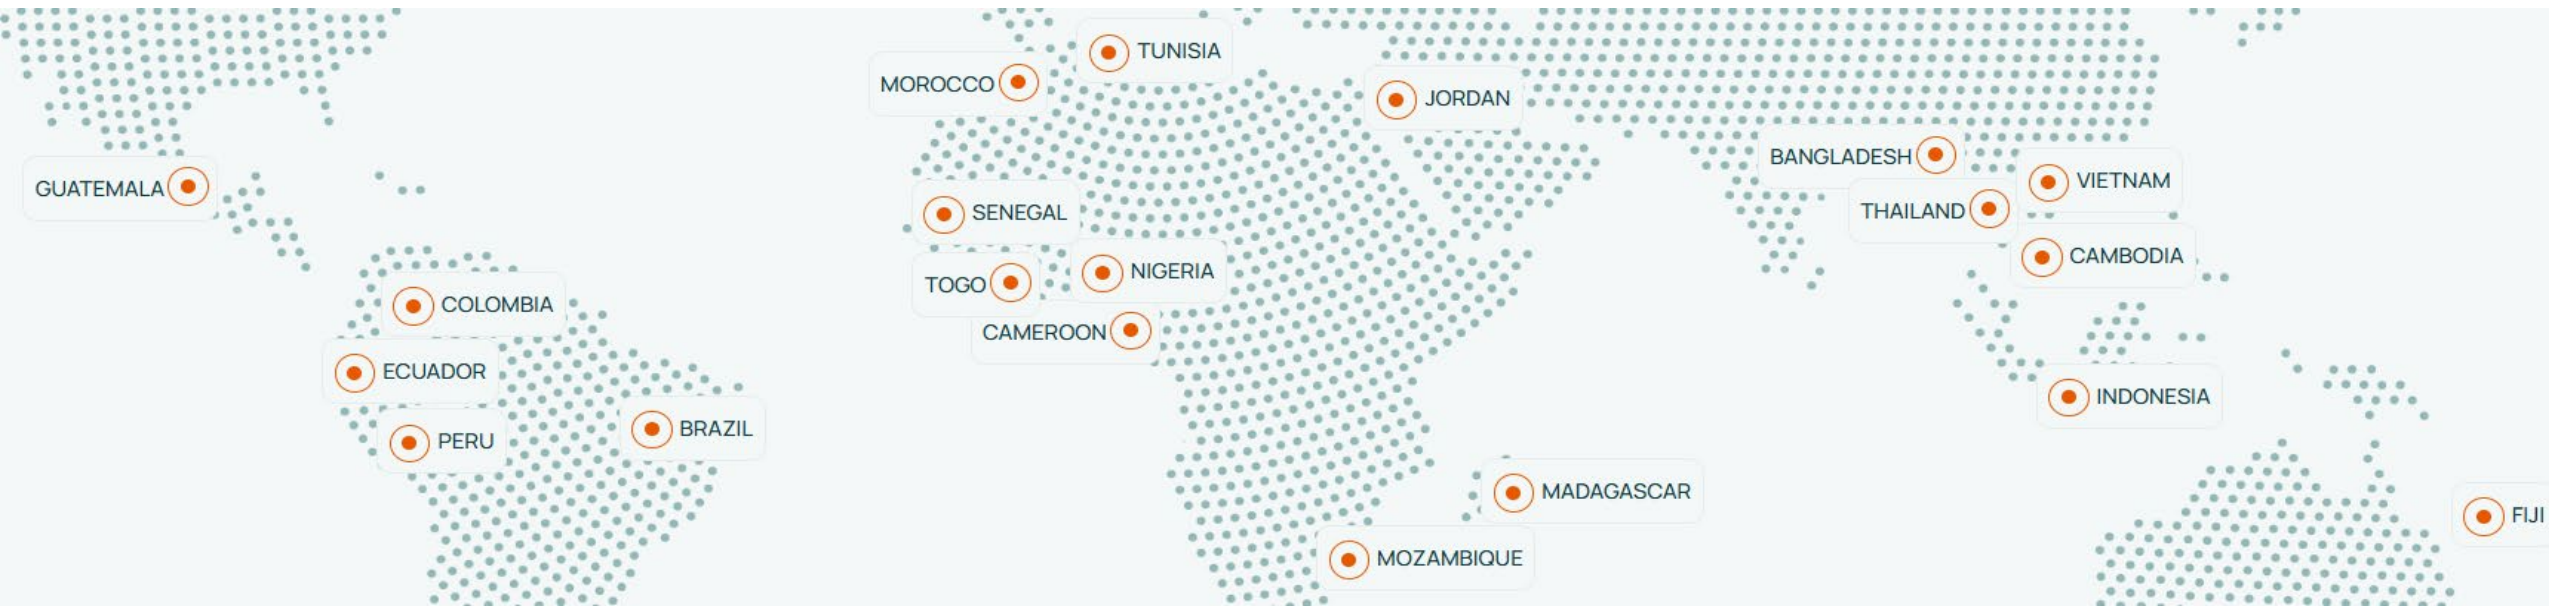 TUNISIA
MOROCCO
JORDAN
BANGLADESH
VIETNAM
GUATEMALA
THAILAND
SENEGAL
CAMBODIA
NIGERIA
TOGO
COLOMBIA
CAMEROON
ECUADOR
INDONESIA
BRAZIL
PERU
MADAGASCAR
FIJI
MOZAMBIQUE